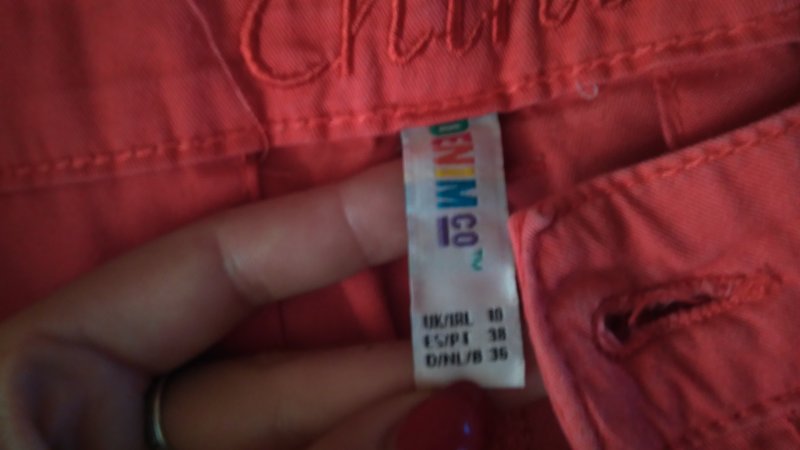 DENIM
CO
UK/IRL 10
ES/PT 38
D/NL/B 36